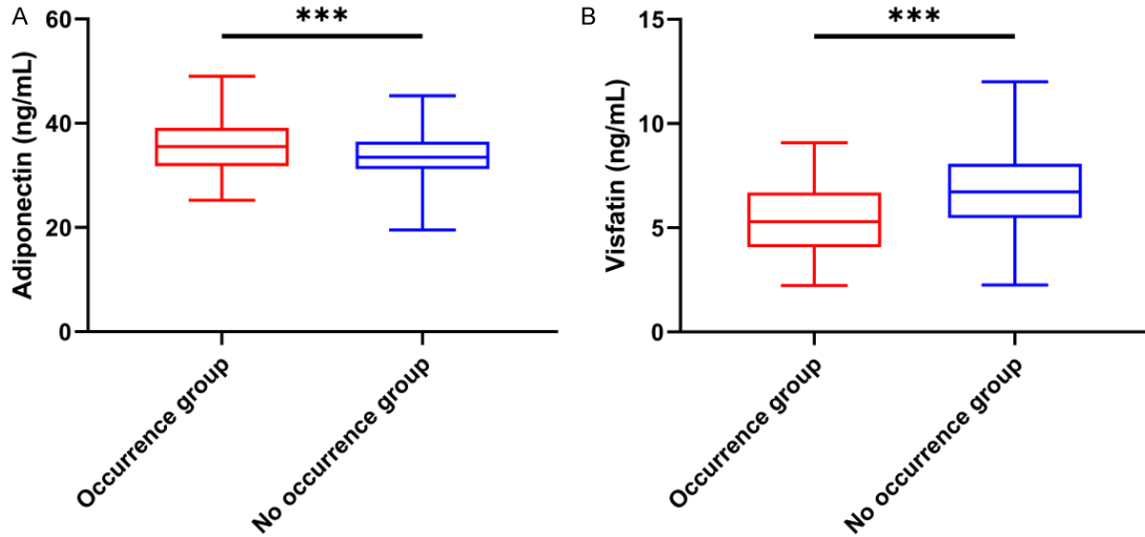 A
***
Adiponectin (ng/mL)
60
40
20
0
Occurrence group
No occurrence group
B
***
Visfatin (ng/mL)
15
10
5
0
Occurrence group
No occurrence group